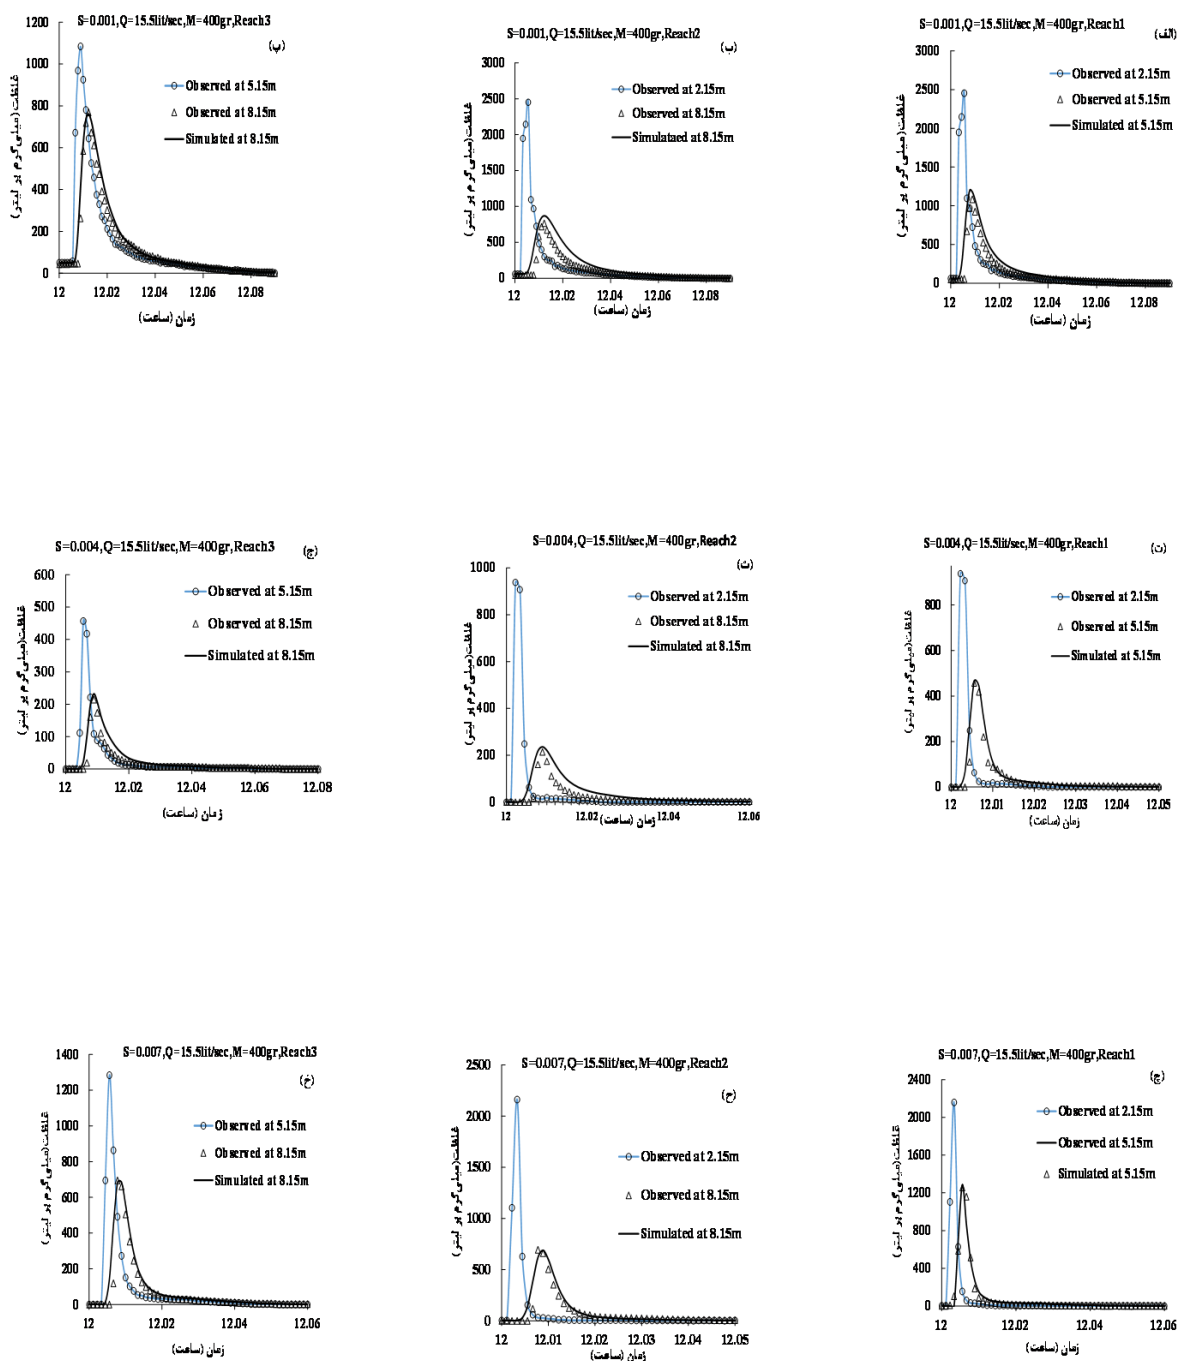 S=0.001,Q=15.5lit/sec,M=400gr,Reach1
(الف)
3000
2500
2000
1500
1000
500
0
غلظت(میلی گرم بر لیتر)
Observed at 2.15m
Observed at 5.15m
Simulated at 5.15m
12 12.02 12.04 12.06 12.08
زمان (ساعت)
S=0.001,Q=15.5lit/sec,M=400gr,Reach2
(ب)
3000
2500
2000
1500
1000
500
0
غلظت(میلی گرم بر لیتر)
Observed at 2.15m
Observed at 8.15m
Simulataed at 8.15m
12 12.02 12.04 12.06 12.08
زمان (ساعت)
S=0.001,Q=15.5lit/sec,M=400gr,Reach3
(پ)
1200
1000
800
600
400
200
0
غلظت(میلی گرم بر لیتر)
Observed at 5.15m
Observed at 8.15m
Simulated at 8.15m
12 12.02 12.04 12.06 12.08
زمان (ساعت)
S=0.004,Q=15.5lit/sec,M=400gr,Reach1
(ت)
800
600
400
200
0
غلظت(میلی گرم بر لیتر)
Observed at 2.15m
Observed at 5.15m
Simulated at 5.15m
12 12.01 12.02 12.03 12.04 12.05
زمان (ساعت)
S=0.004,Q=15.5lit/sec,M=400gr,Reach2
(ث)
1000
800
600
400
200
0
غلظت(میلی گرم بر لیتر)
Observed at 2.15m
Observed at 8.15m
Simulated at 8.15m
12 12.02 12.04 12.06
زمان (ساعت)
S=0.004,Q=15.5lit/sec,M=400gr,Reach3
(ج)
600
500
400
300
200
100
0
غلظت(میلی گرم بر لیتر)
Observed at 5.15m
Observed at 8.15m
Simulated at 8.15m
12 12.02 12.04 12.06 12.08
زمان (ساعت)
S=0.007,Q=15.5lit/sec,M=400gr,Reach1
(چ)
2400
2000
1600
1200
800
400
0
غلظت(میلی گرم بر لیتر)
Observed at 2.15m
Observed at 5.15m
Simulated at 5.15m
12 12.02 12.04 12.06
زمان (ساعت)
S=0.007,Q=15.5lit/sec,M=400gr,Reach2
(ح)
2500
2000
1500
1000
500
0
غلظت(میلی گرم بر لیتر)
Observed at 2.15m
Observed at 8.15m
Simulated at 8.15m
12 12.01 12.02 12.03 12.04 12.05
زمان (ساعت)
S=0.007,Q=15.5lit/sec,M=400gr,Reach3
(خ)
1400
1200
1000
800
600
400
200
0
غلظت(میلی گرم بر لیتر)
Observed at 5.15m
Observed at 8.15m
Simulated at 8.15m
12 12.02 12.04 12.06
زمان (ساعت)